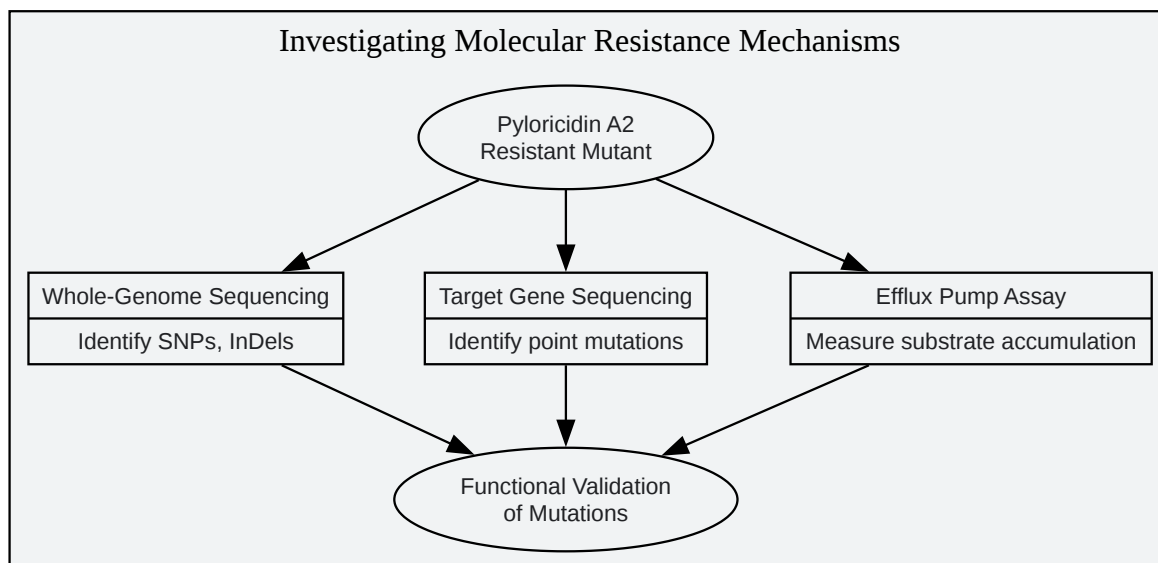 Investigating Molecular Resistance Mechanisms
Pyloricidin A2
Resistant Mutant
Whole-Genome Sequencing
Identify SNPs, InDels
Target Gene Sequencing
Identify point mutations
Efflux Pump Assay
Measure substrate accumulation
Functional Validation
of Mutations